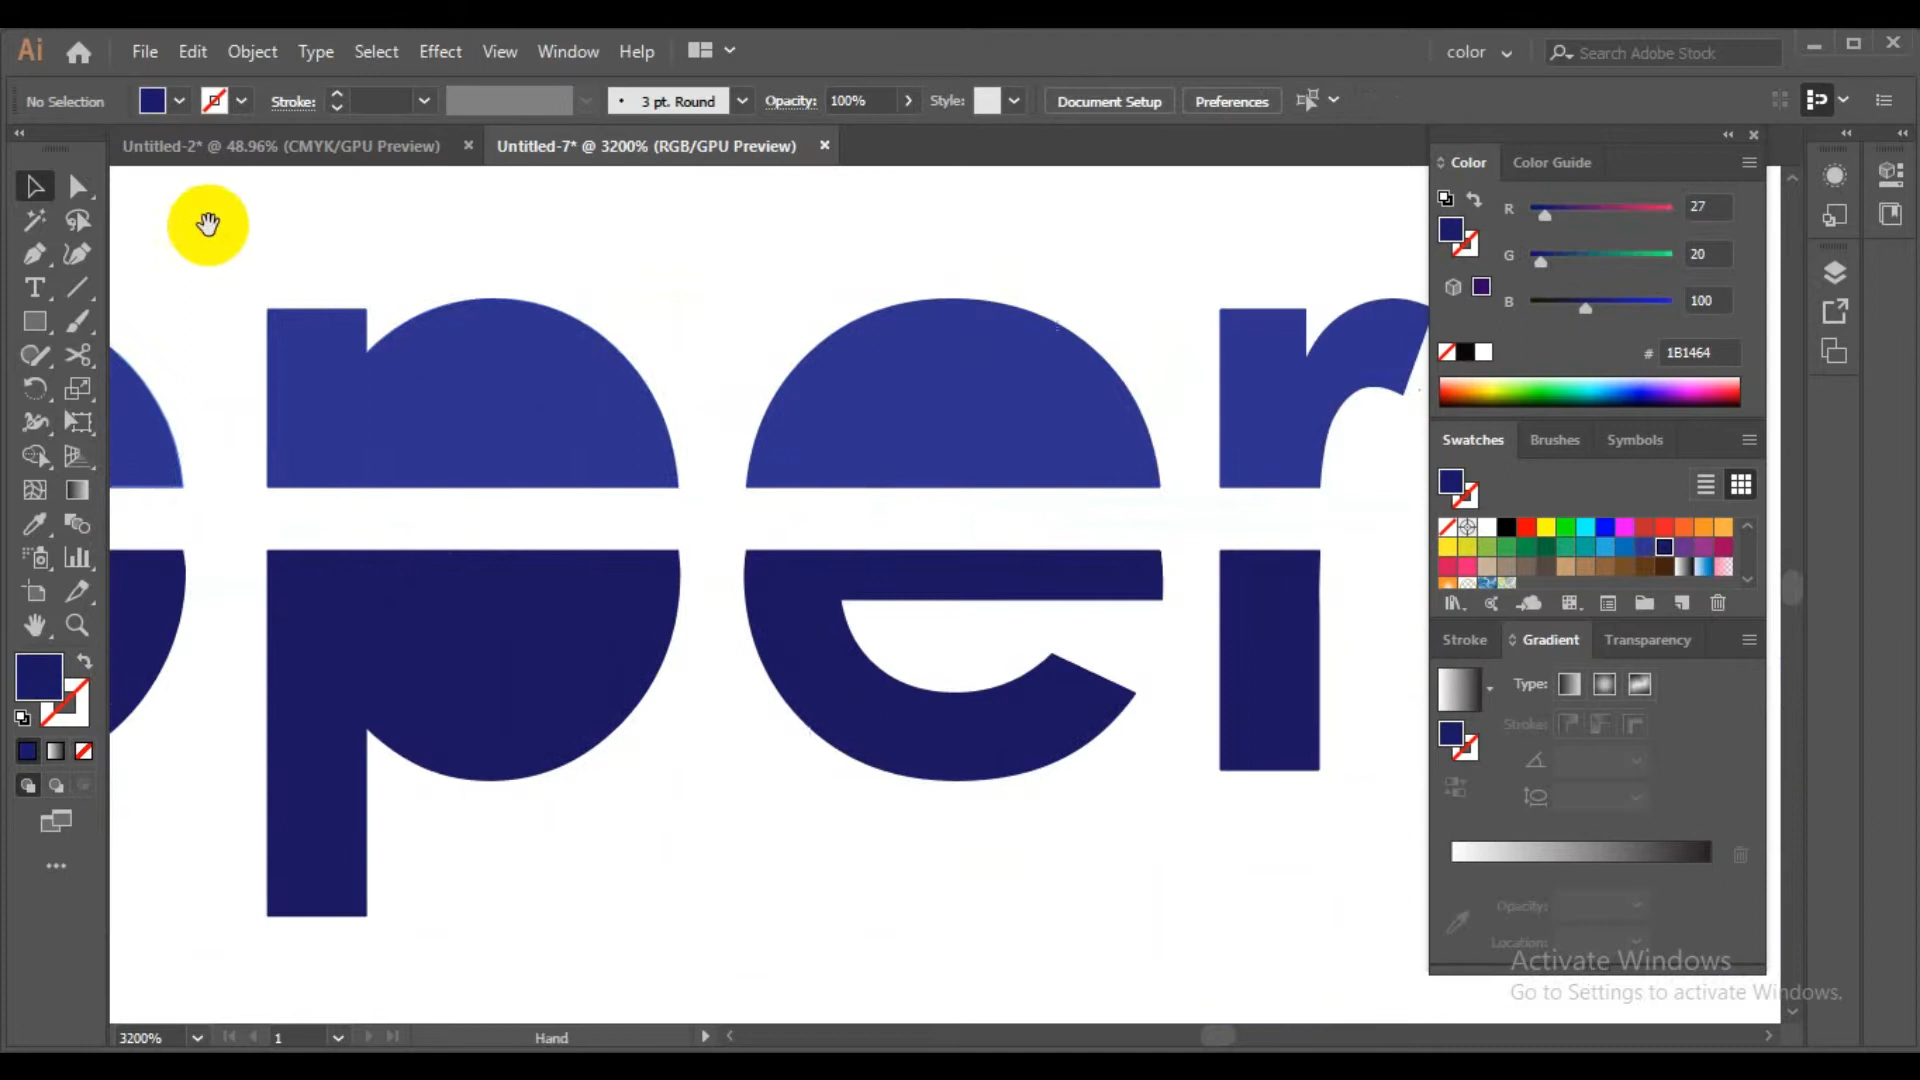 Ai File Edit Object Type Select Effect View Window Help color Search Adobe Stock
No Selection Stroke: 3 pt. Round Opacity: 100% Style: Document Setup Preferences
Untitled-2* @ 48.96% (CMYK/GPU Preview) Untitled-7* @ 3200% (RGB/GPU Preview)
Color Color Guide
R 27
G 20
B 100
# 1B1464
Swatches Brushes Symbols
Stroke Gradient Transparency
Type:
Stroke:
Opacity:
Location:
per
Activate Windows
Go to Settings to activate Windows.
3200% 1 Hand